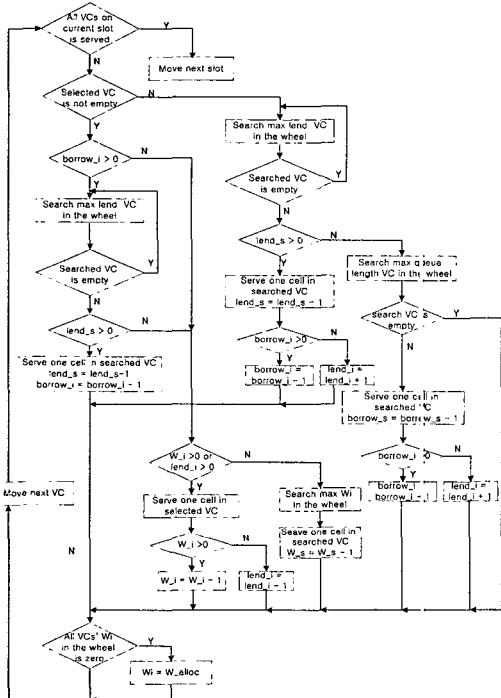 All VCs on
current slot
is served
Y
N
Move next slot
Selected VC
is not empty
N
Y
Search max lend VC
in the wheel
borrow_i > 0
N
Y
Searched VC
is empty
Y
N
Search max lend VC
in the wheel
lend_s > 0
N
Y
Search max queue
length VC in the wheel
Searched VC
is empty
Y
N
Serve one cell in
searched VC
lend_s = lend_s - 1
search VC s
empty
Y
N
lend_s > 0
N
Y
borrow_i >0
N
Y
Serve one cell in searched VC
lend_s = lend_s-1
borrow_i = borrow_i - 1
borrow_i =
borrow_i - 1
lend_i =
lend_i + 1
Serve one cell in
searched VC
borrow_s = borrow_s - 1
W_i >0 or
lend_i > 0
N
Y
borrow_i 0
N
Y
Move next VC
Serve one cell in
selected VC
Search max Wi
in the wheel
borrow_i
borrow_i - 1
lend_i =
lend_i + 1
W_i >0
N
Y
Seave one cell in
searched VC
W_s = W_s - 1
N
W_i = W_i - 1
lend_i =
lend_i - 1
All VCs' Wi
in the wheel
is zero
Y
Wi = W_alloc